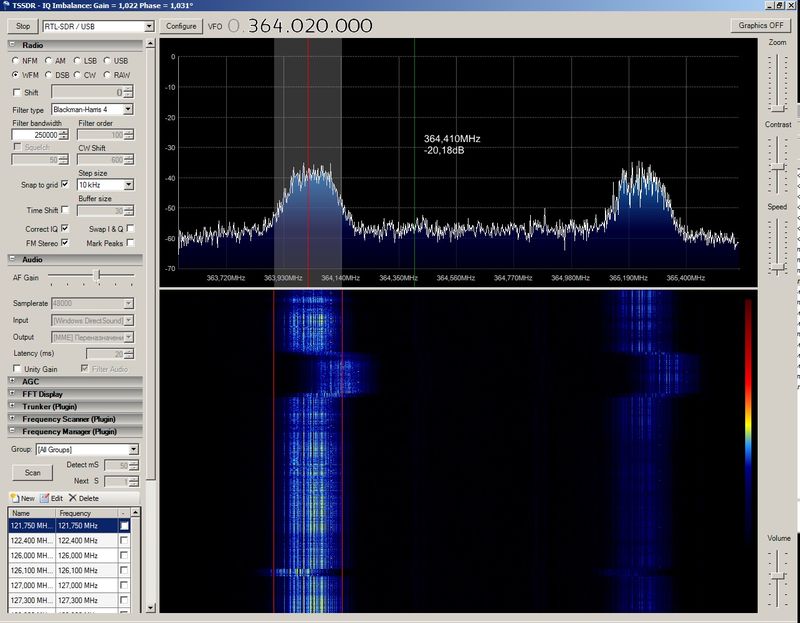 TSSDR - IQ Imbalance: Gain = 1,022 Phase = 1,031°
Stop RTL-SDR / USB Configure VFO 0.364.020.000 Graphics OFF
Radio
NFM AM LSB USB
WFM DSB CW RAW
Shift 0
Filter type Blackman-Harris 4
Filter bandwidth Filter order
250000 100
Squelch CW Shift
50 600
Step size
Snap to grid 10 kHz
Buffer size
Time Shift 30
Correct IQ Swap I & Q
FM Stereo Mark Peaks
Audio
AF Gain
Samplerate 48000
Input [Windows DirectSound]
Output [MME] Переназначени
Latency (ms) 20
Unity Gain Filter Audio
AGC
FFT Display
Trunker (Plugin)
Frequency Scanner (Plugin)
Frequency Manager (Plugin)
Group: [All Groups]
Scan Detect mS 50
Next S 1
New Edit Delete
Name Frequency -
121,750 MH... 121,750 MHz
122,400 MH... 122,400 MHz
126,000 MH... 126,000 MHz
126,100 MH... 126,100 MHz
127,000 MH... 127,000 MHz
127,300 MH... 127,300 MHz
0
-10
-20
-30
-40
-50
-60
-70
364,410MHz
-20,18dB
363,720MHz 363,930MHz 364,140MHz 364,350MHz 364,560MHz 364,770MHz 364,980MHz 365,190MHz 365,400MHz
Zoom
Contrast
Speed
Volume